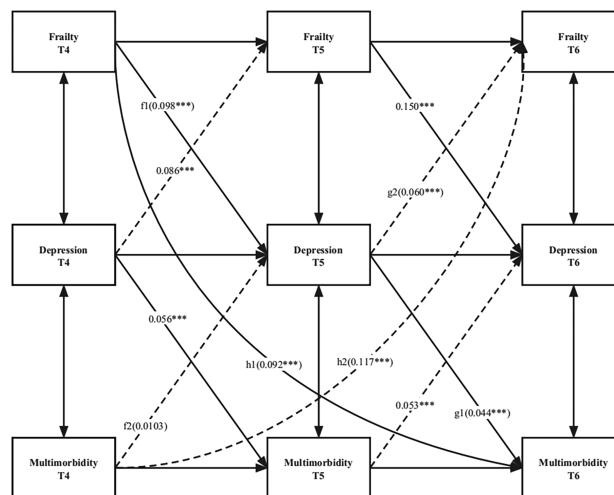 Frailty
T4
Frailty
T5
Frailty
T6
f1(0.098***)
0.150***
0.086***
g2(0.060***)
Depression
T4
Depression
T5
Depression
T6
0.056***
h1(0.092***)
h2(0.117***)
0.053***
g1(0.044***)
f2(0.0103)
Multimorbidity
T4
Multimorbidity
T5
Multimorbidity
T6